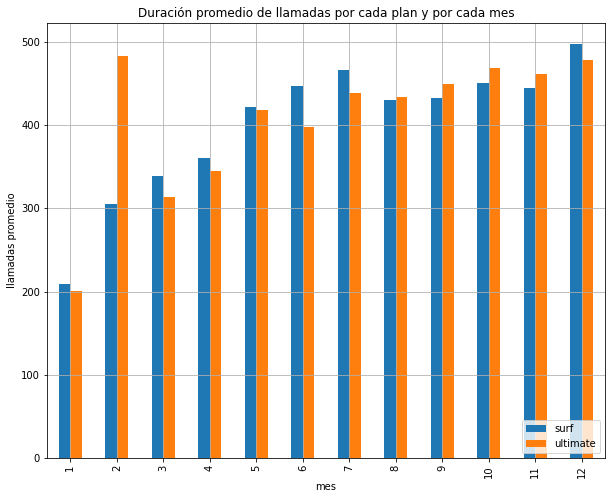 Duración promedio de llamadas por cada plan y por cada mes
llamadas promedio
500
400
300
200
100
0
1 2 3 4 5 6 7 8 9 10 11 12
mes
surf
ultimate